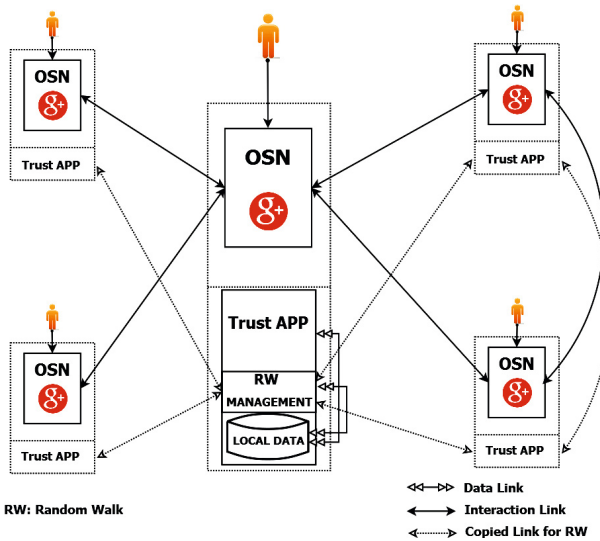 OSN
g+
Trust APP
OSN
g+
OSN
g+
Trust APP
Trust APP
RW
MANAGEMENT
LOCAL DATA
OSN
g+
Trust APP
OSN
g+
Trust APP
RW: Random Walk
Data Link
Interaction Link
Copied Link for RW